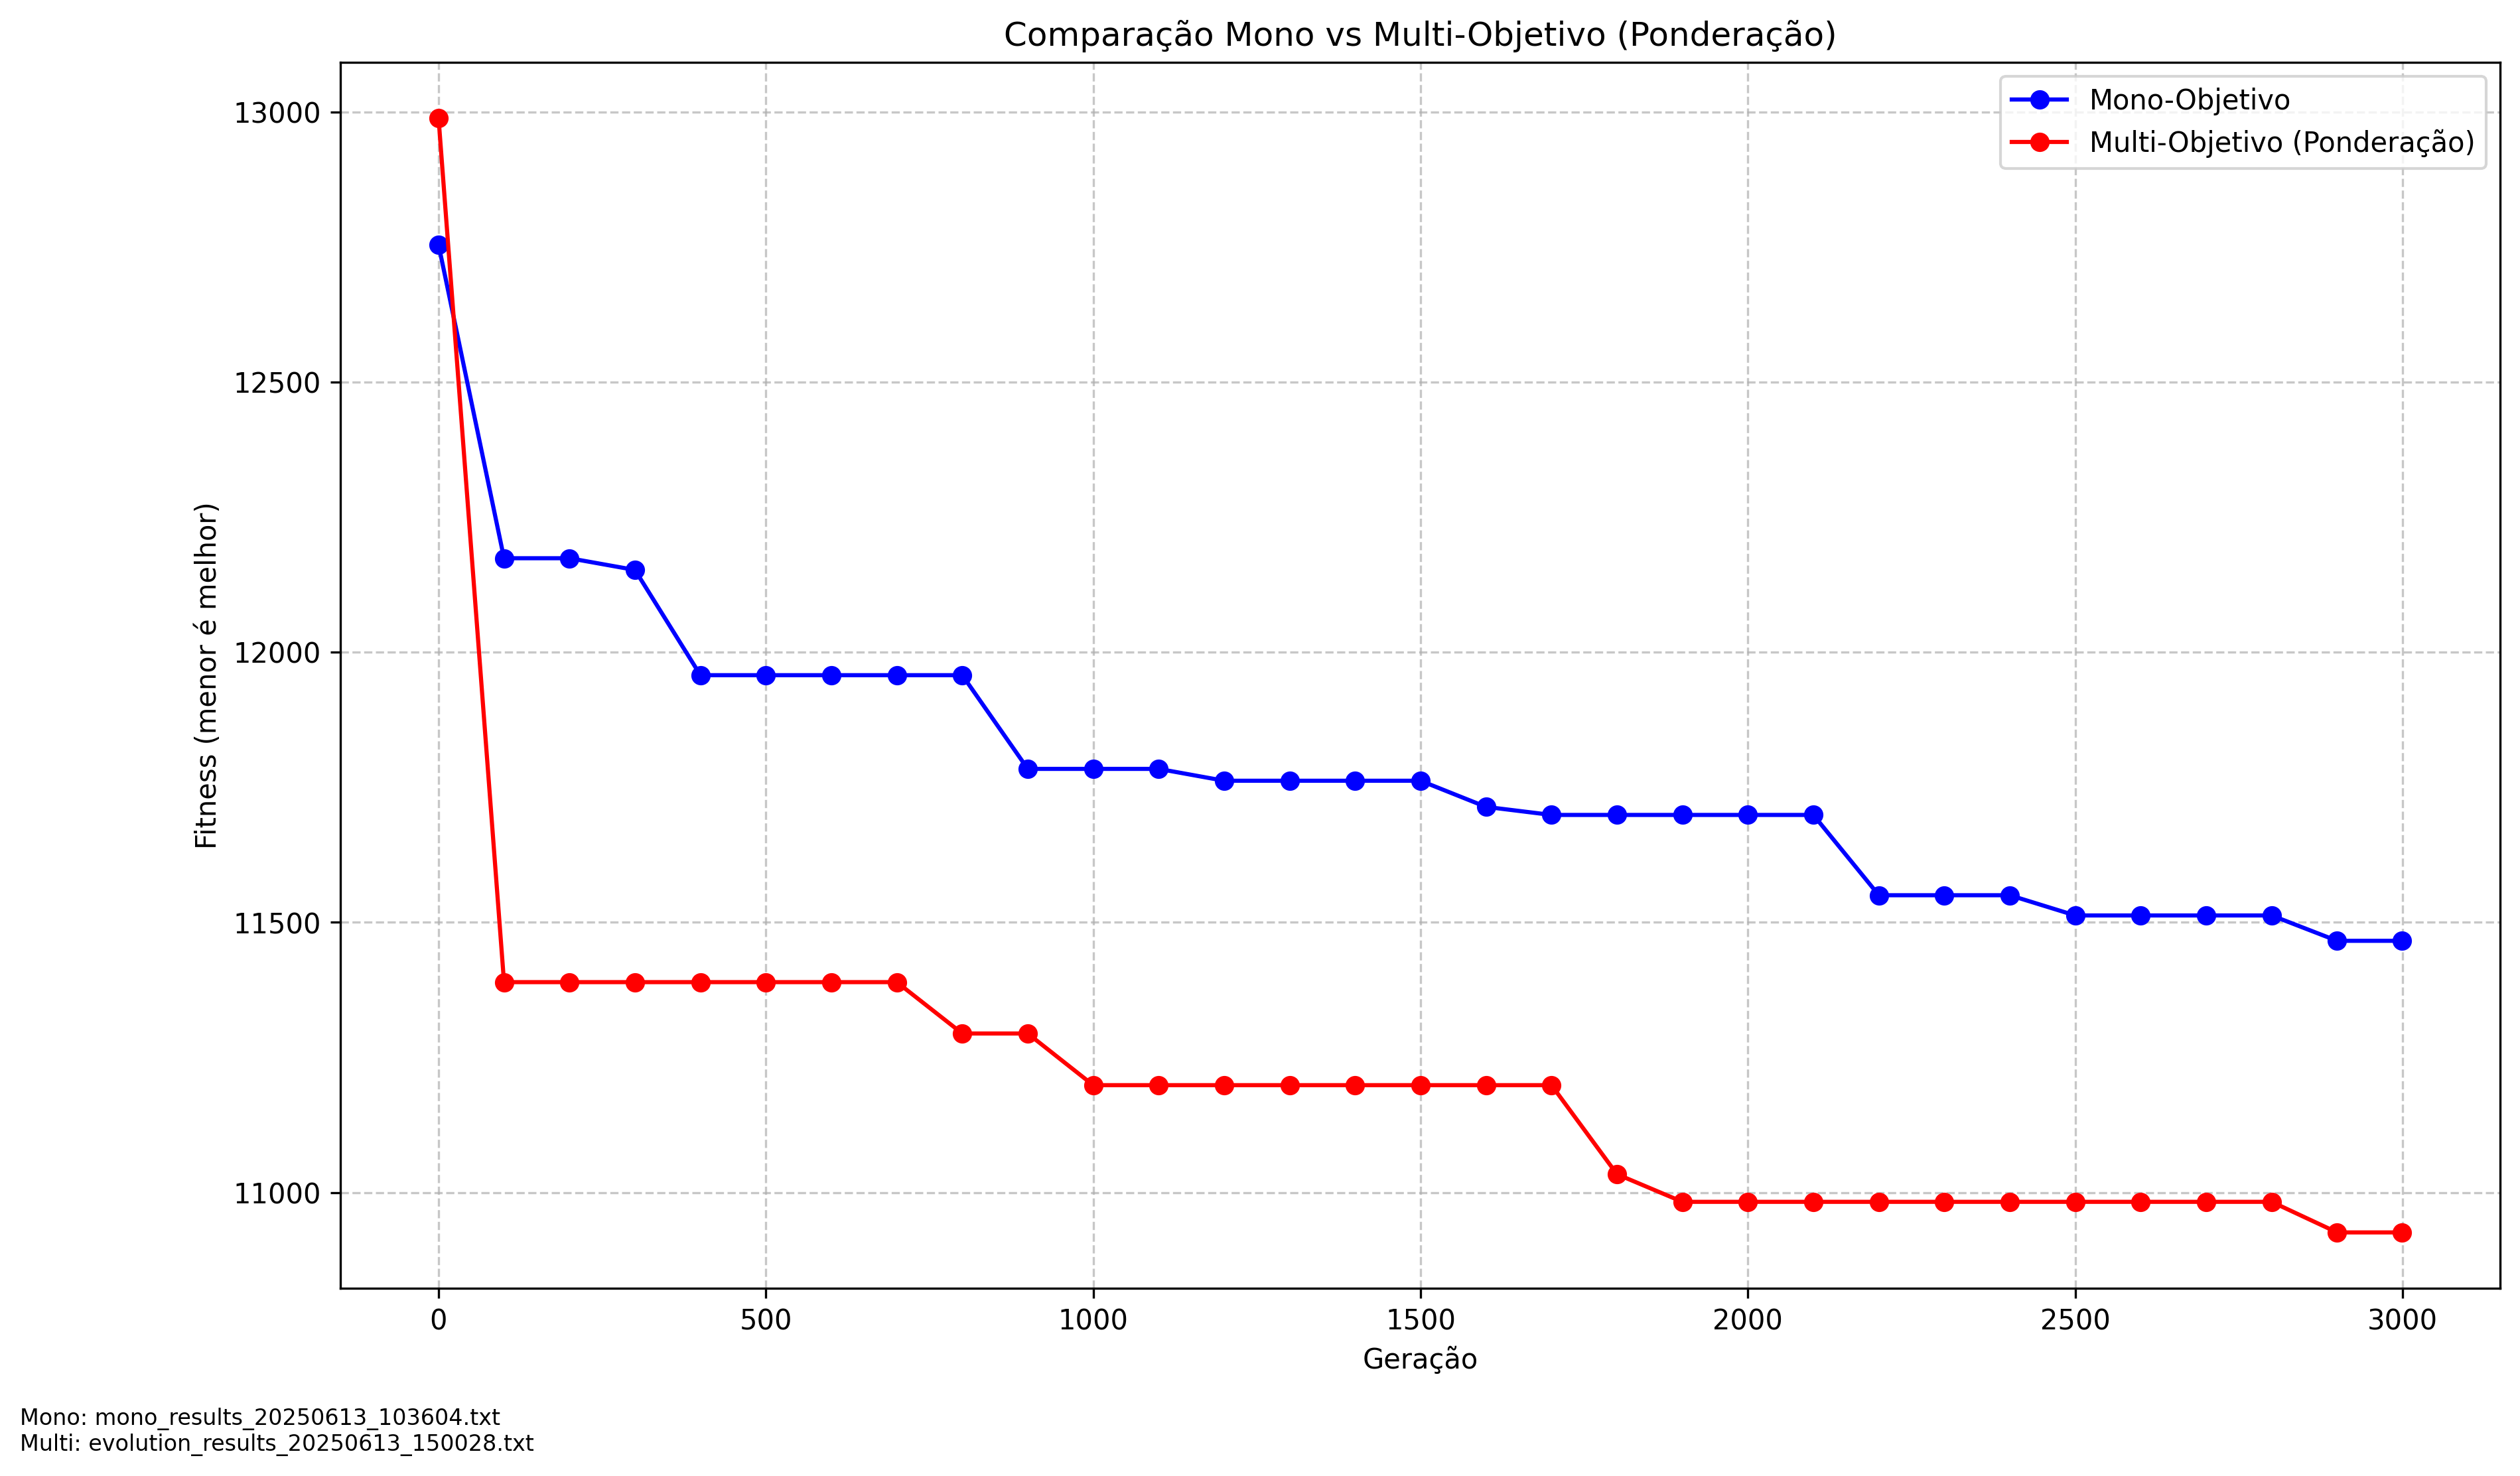 Comparação Mono vs Multi-Objetivo (Ponderação)
Mono-Objetivo
Multi-Objetivo (Ponderação)
Fitness (menor é melhor)
13000
12500
12000
11500
11000
0 500 1000 1500 2000 2500 3000
Geração
Mono: mono_results_20250613_103604.txt
Multi: evolution_results_20250613_150028.txt